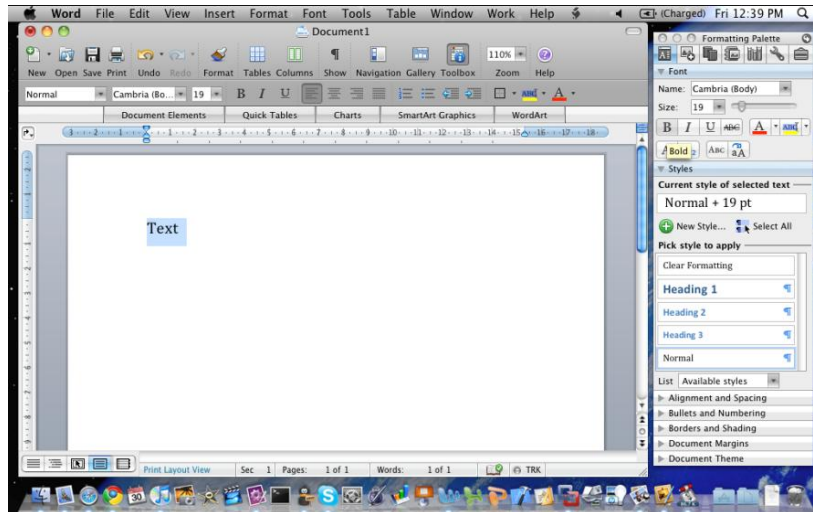 Word File Edit View Insert Format Font Tools Table Window Work Help (Charged) Fri 12:39 PM
Document1
Formatting Palette
110%
New Open Save Print Undo Redo Format Tables Columns Show Navigation Gallery Toolbox Zoom Help
Font
Name: Cambria (Body)
Normal Cambria (Bo... 19 B I U A
Size: 19
Document Elements Quick Tables Charts SmartArt Graphics WordArt
B I U ABC A
Bold
ABC
Styles
Current style of selected text
Normal + 19 pt
Text
New Style... Select All
Pick style to apply
Clear Formatting
Heading 1
Heading 2
Heading 3
Normal
List Available styles
Alignment and Spacing
Bullets and Numbering
Borders and Shading
Document Margins
Document Theme
Print Layout View Sec 1 Pages: 1 of 1 Words: 1 of 1 TRK